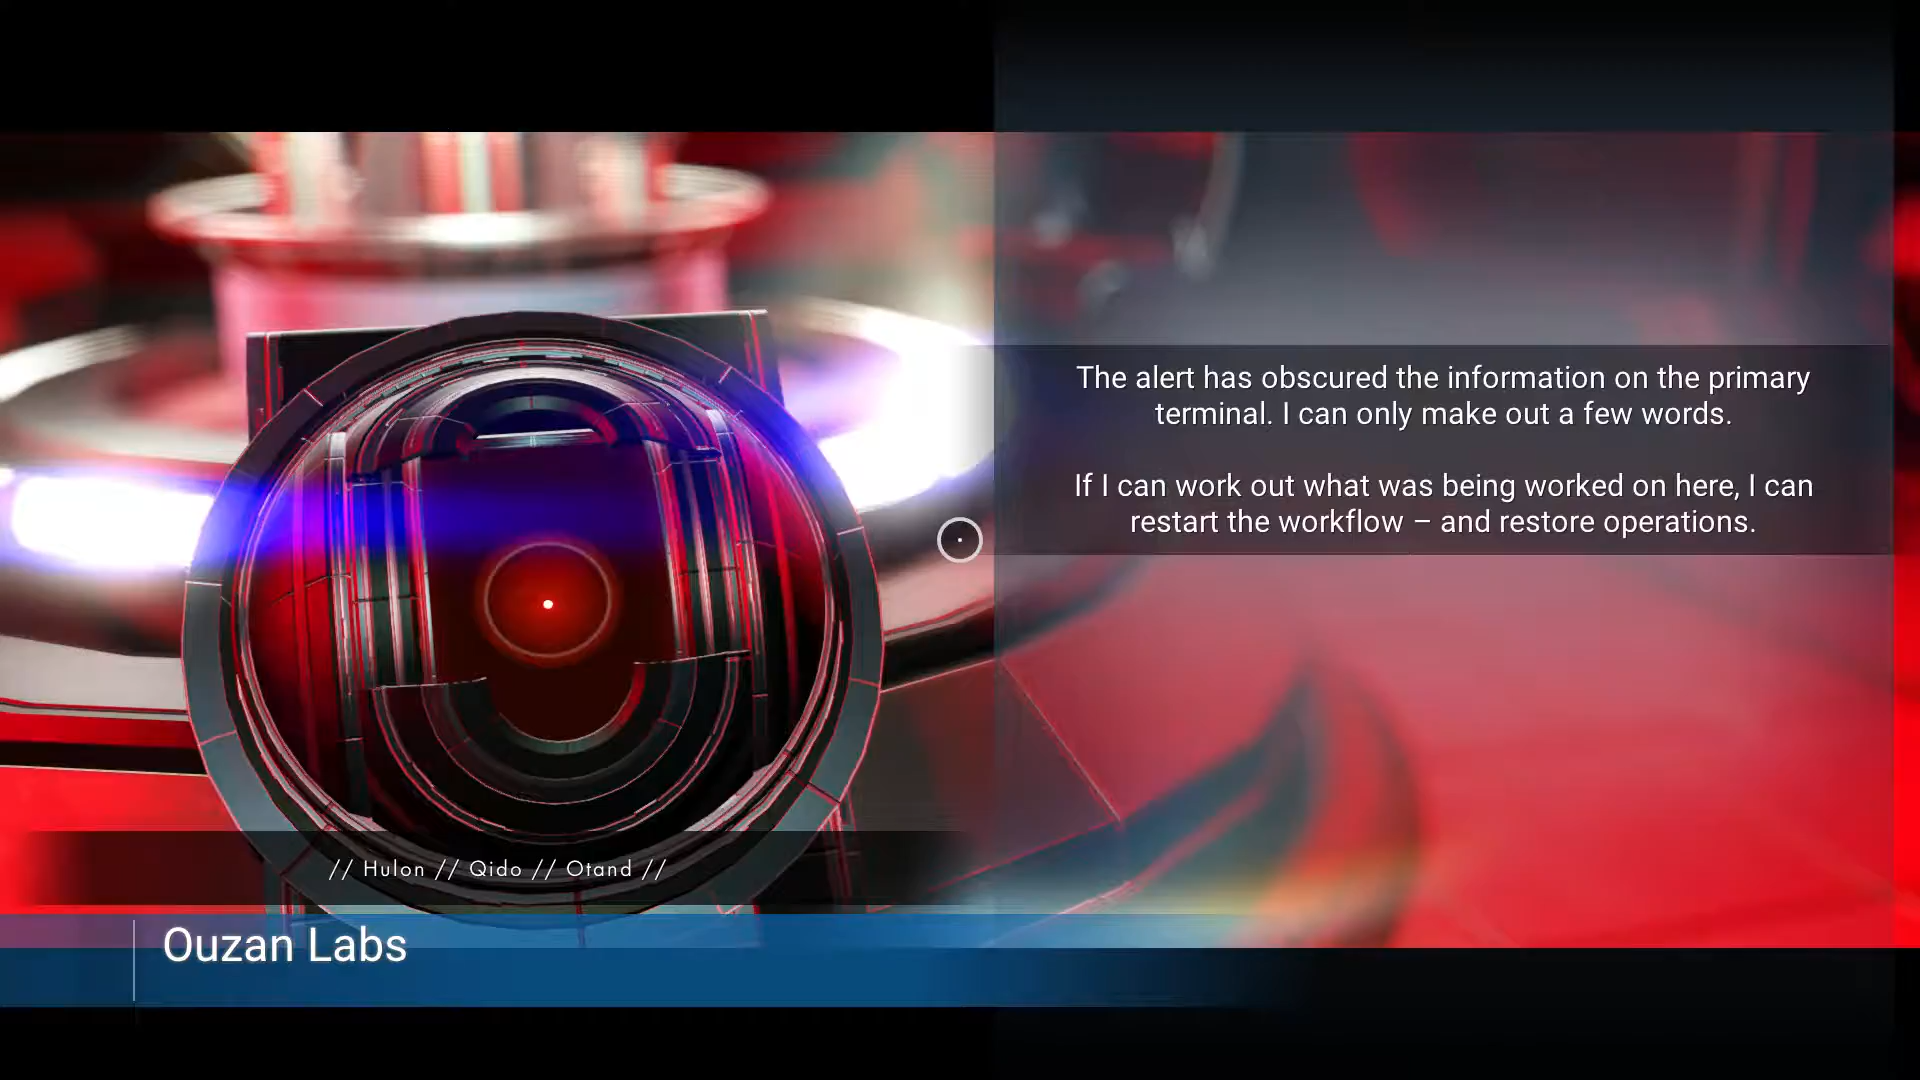 The alert has obscured the information on the primary
terminal. I can only make out a few words.
If I can work out what was being worked on here, I can
restart the workflow – and restore operations.
// Hulon // Qido // Otand //
Ouzan Labs